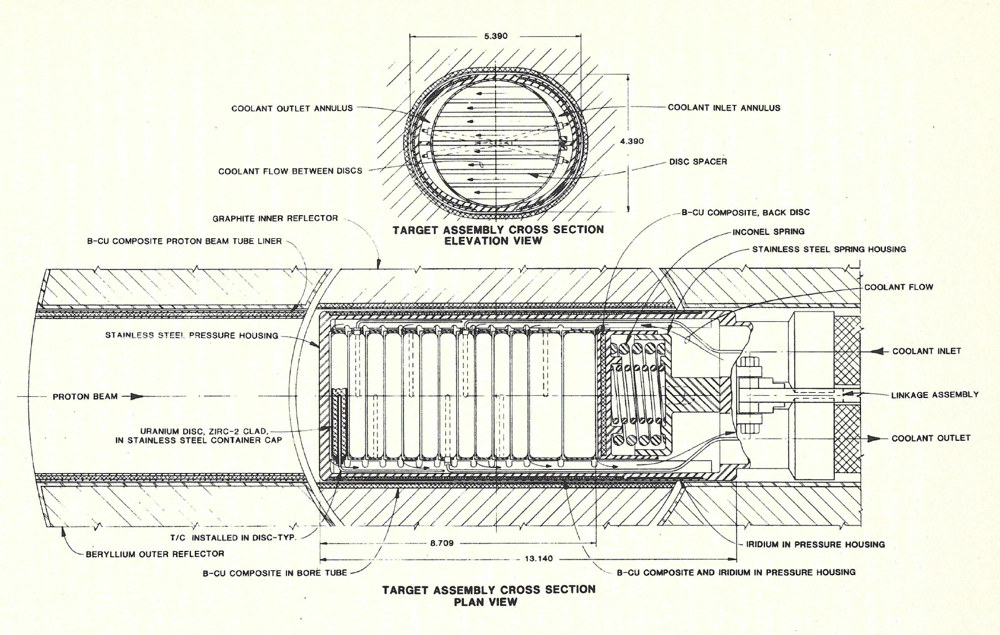 5.390
COOLANT OUTLET ANNULUS
COOLANT INLET ANNULUS
4.390
COOLANT FLOW BETWEEN DISCS
DISC SPACER
TARGET ASSEMBLY CROSS SECTION
ELEVATION VIEW
GRAPHITE INNER REFLECTOR
B-CU COMPOSITE, BACK DISC
INCONEL SPRING
B-CU COMPOSITE PROTON BEAM TUBE LINER
STAINLESS STEEL SPRING HOUSING
COOLANT FLOW
STAINLESS STEEL PRESSURE HOUSING
COOLANT INLET
PROTON BEAM
LINKAGE ASSEMBLY
URANIUM DISC, ZIRC-2 CLAD,
IN STAINLESS STEEL CONTAINER CAP
COOLANT OUTLET
T/C INSTALLED IN DISC-TYP.
8.709
IRIDIUM IN PRESSURE HOUSING
BERYLLIUM OUTER REFLECTOR
13.140
B-CU COMPOSITE IN BORE TUBE
B-CU COMPOSITE AND IRIDIUM IN PRESSURE HOUSING
TARGET ASSEMBLY CROSS SECTION
PLAN VIEW